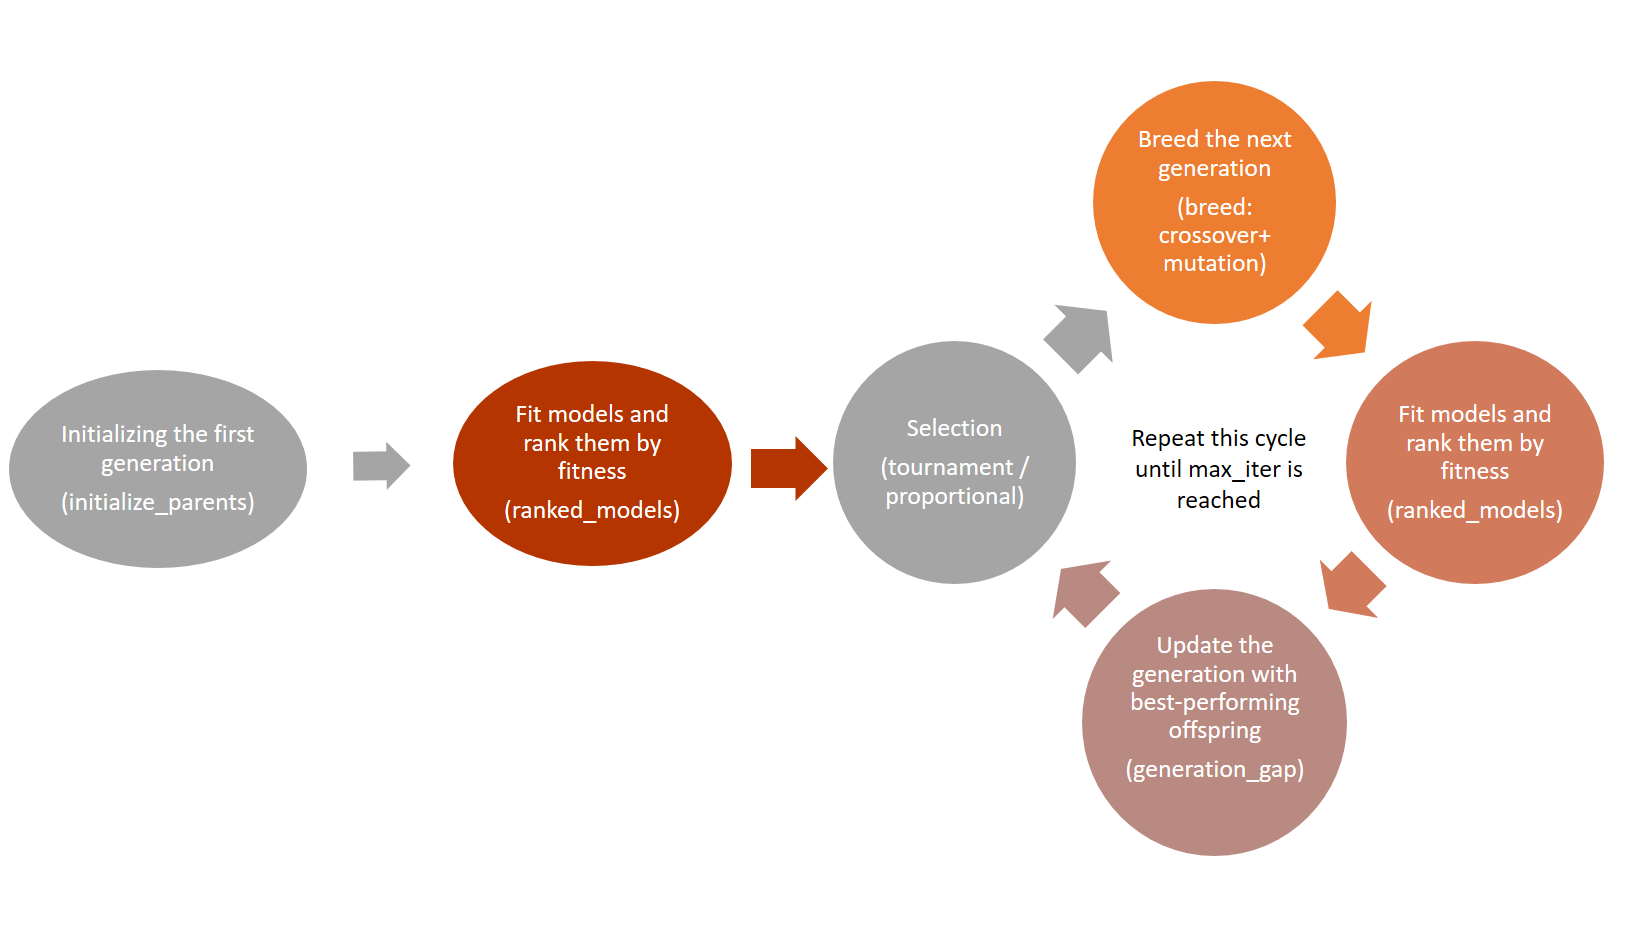 Initializing the first
generation
(initialize_parents)
Fit models and
rank them by
fitness
(ranked_models)
Selection
(tournament /
proportional)
Breed the next
generation
(breed:
crossover+
mutation)
Repeat this cycle
until max_iter is
reached
Fit models and
rank them by
fitness
(ranked_models)
Update the
generation with
best-performing
offspring
(generation_gap)